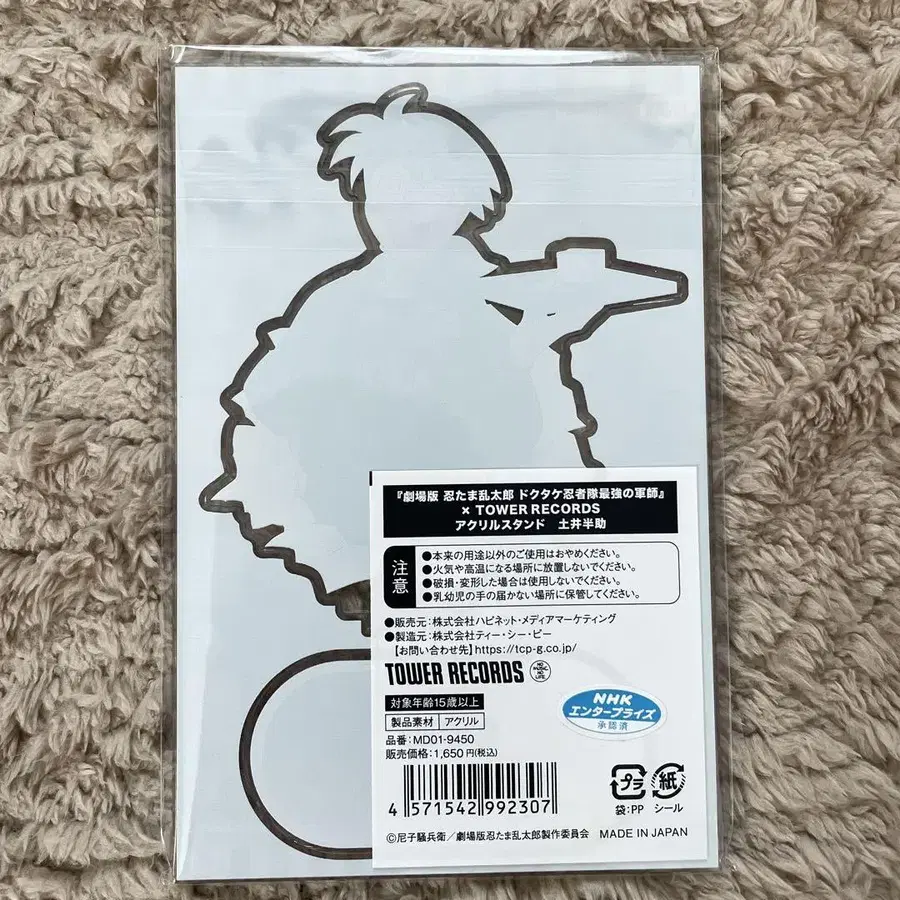 『劇場版 忍たま乱太郎 ドクタケ忍者隊最強の軍師』
× TOWER RECORDS
アクリルスタンド 土井半助
注意
●本来の用途以外のご使用はおやめください。
●火気や高温になる場所に放置しないでください。
●破損・変形した場合は使用しないでください。
●乳幼児の手の届かない場所に保管してください。
●販売元：株式会社ハピネット・メディアマーケティング
●製造元：株式会社ティー・シー・ピー
【お問い合わせ先】https://tcp-g.co.jp/
TOWER RECORDS NO MUSIC, NO LIFE.
対象年齢15歳以上
製品素材 アクリル
品番：MD01-9450
販売価格：1,650円(税込)
NHK
エンタープライズ
承認済
4 571542 992307
プラ 紙
袋：PP シール
©尼子騒兵衛／劇場版忍たま乱太郎製作委員会 MADE IN JAPAN